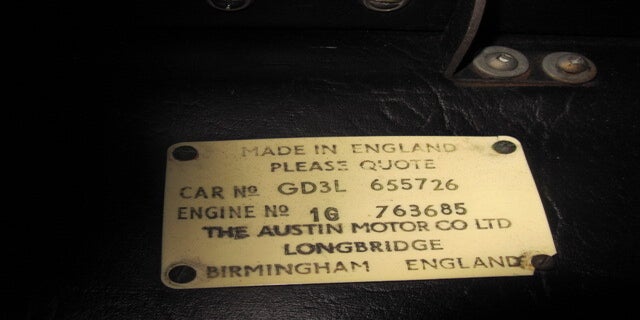 MADE IN ENGLAND
PLEASE QUOTE
CAR Nº GD3L 655726
ENGINE Nº 1G 763685
THE AUSTIN MOTOR CO LTD
LONGBRIDGE
BIRMINGHAM ENGLAND